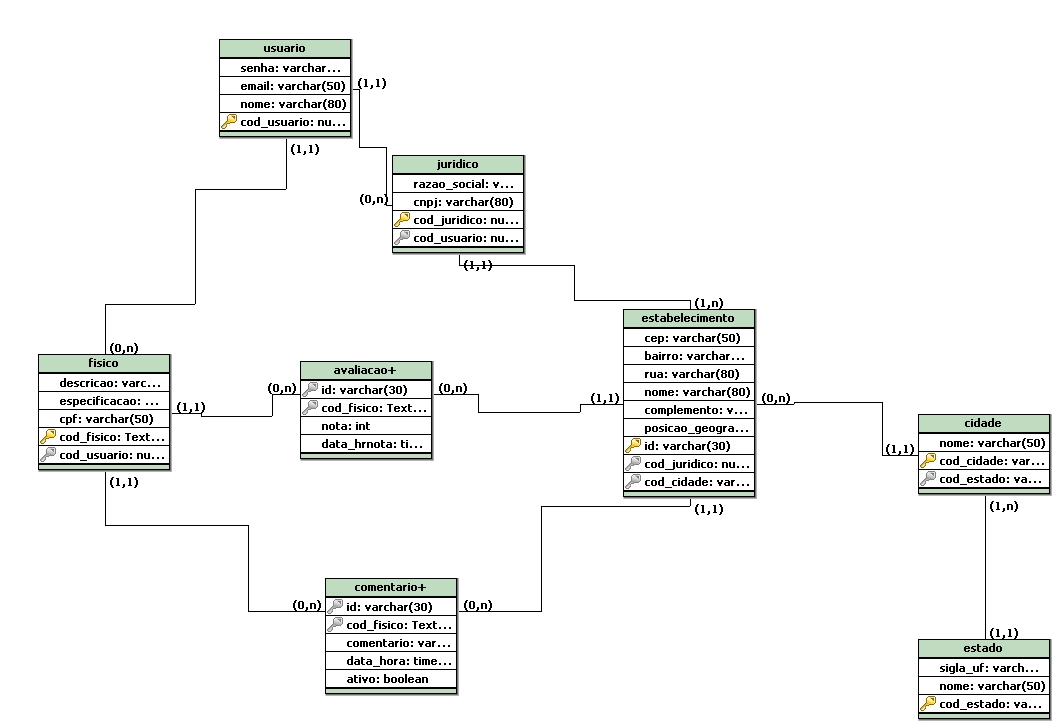 usuario
senha: varchar...
email: varchar(50)
nome: varchar(80)
cod_usuario: nu...
(1,1)
(1,1)
juridico
razao_social: v...
cnpj: varchar(80)
cod_juridico: nu...
cod_usuario: nu...
(0,n)
(1,1)
(1,n)
estabelecimento
cep: varchar(50)
bairro: varchar...
rua: varchar(80)
nome: varchar(80)
complemento: v...
posicao_geogra...
id: varchar(30)
cod_juridico: nu...
cod_cidade: var...
(1,1)
(0,n)
(1,1)
(0,n)
fisico
descricao: varc...
especificacao: ...
cpf: varchar(50)
cod_fisico: Text...
cod_usuario: nu...
(1,1)
(1,1)
avaliacao+
id: varchar(30)
cod_fisico: Text...
nota: int
data_hrnota: ti...
(0,n)
(0,n)
cidade
nome: varchar(50)
cod_cidade: var...
cod_estado: va...
(1,1)
(1,n)
comentario+
id: varchar(30)
cod_fisico: Text...
comentario: var...
data_hora: time...
ativo: boolean
(0,n)
(0,n)
(1,1)
estado
sigla_uf: varch...
nome: varchar(50)
cod_estado: va...